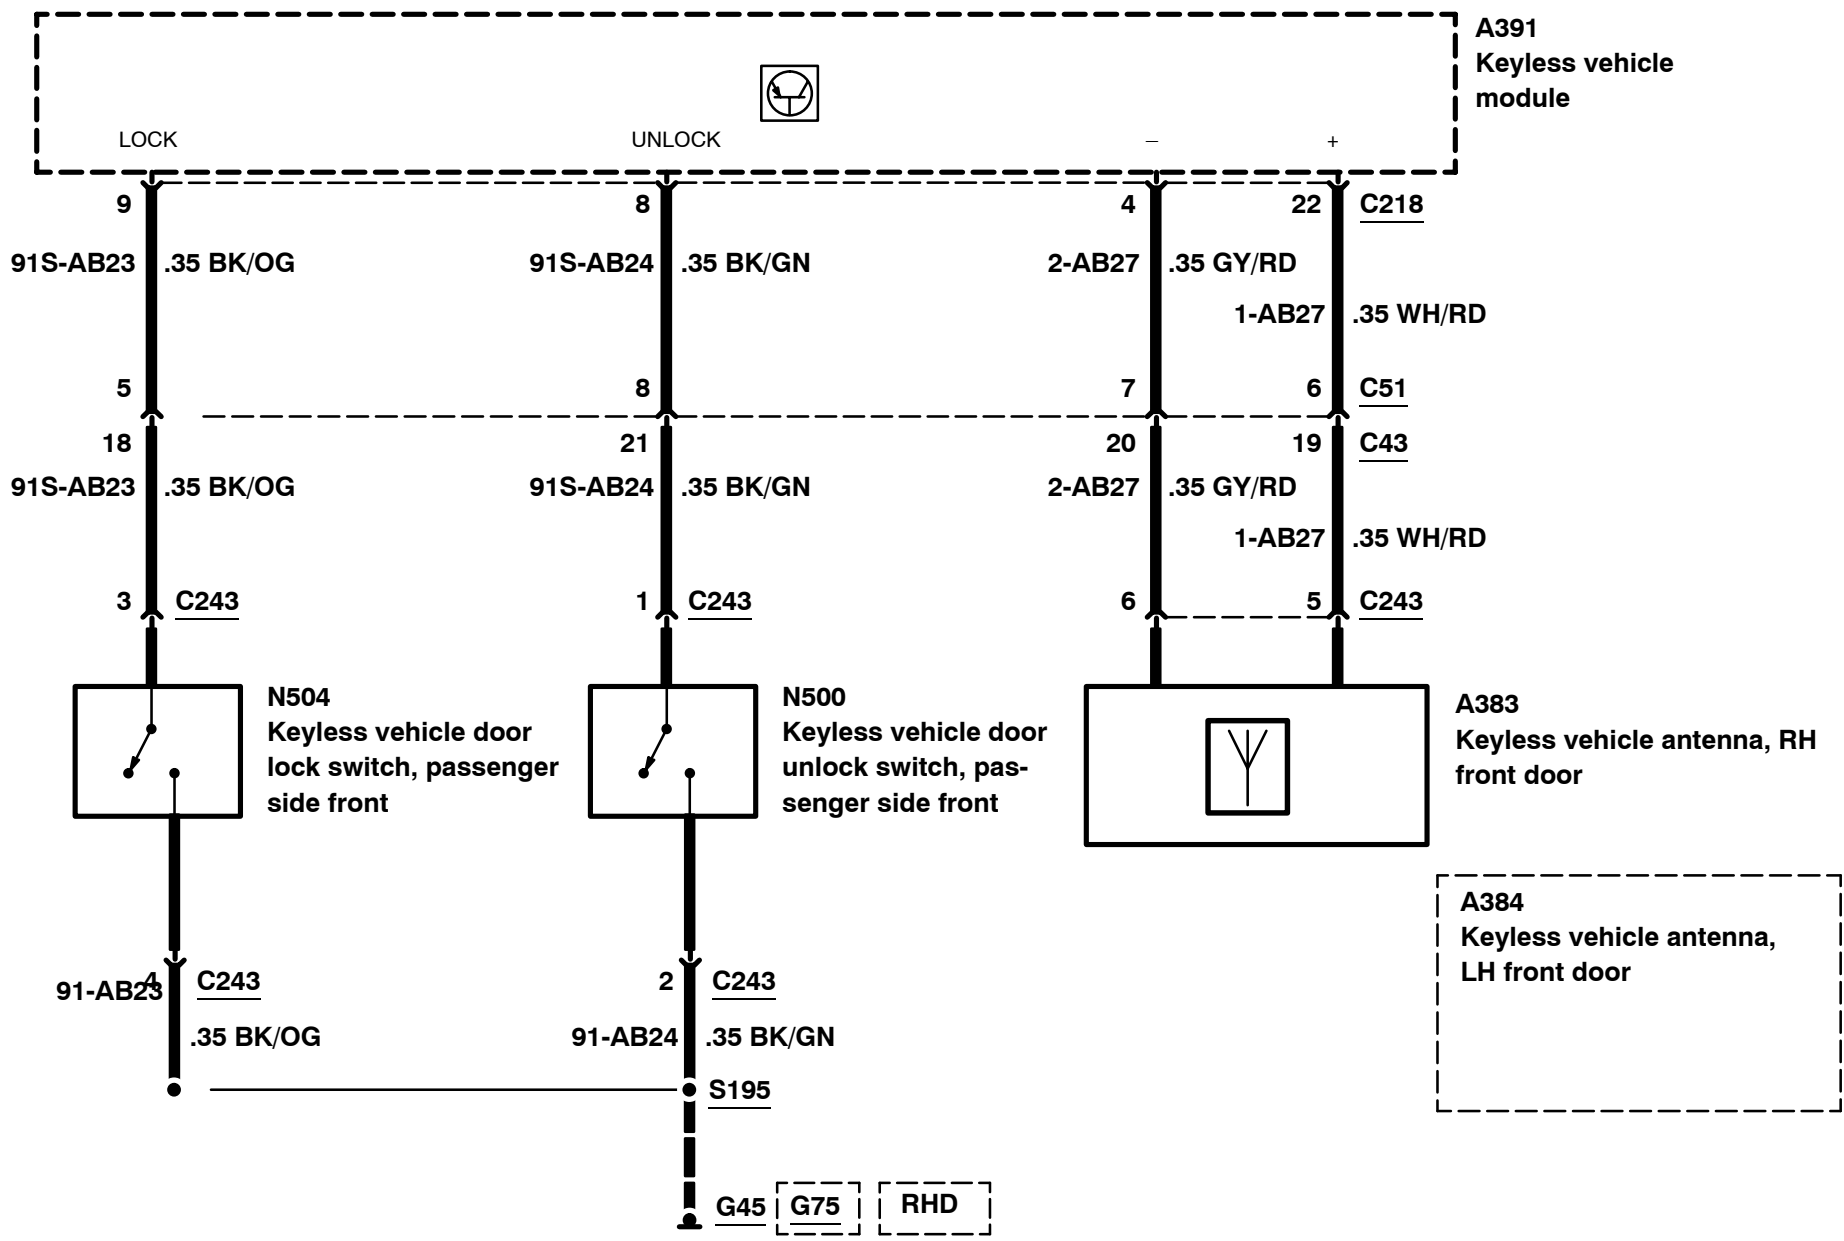 A391
Keyless vehicle
module
LOCK
UNLOCK
–
+
9
8
4
22
C218
91S-AB23
.35 BK/OG
91S-AB24
.35 BK/GN
2-AB27
.35 GY/RD
1-AB27
.35 WH/RD
5
8
7
6
C51
18
21
20
19
C43
91S-AB23
.35 BK/OG
91S-AB24
.35 BK/GN
2-AB27
.35 GY/RD
1-AB27
.35 WH/RD
3
C243
1
C243
6
5
C243
N504
Keyless vehicle door
lock switch, passenger
side front
N500
Keyless vehicle door
unlock switch, pas-
senger side front
A383
Keyless vehicle antenna, RH
front door
A384
Keyless vehicle antenna,
LH front door
4
C243
91-AB23
.35 BK/OG
2
C243
91-AB24
.35 BK/GN
S195
G45
G75
RHD